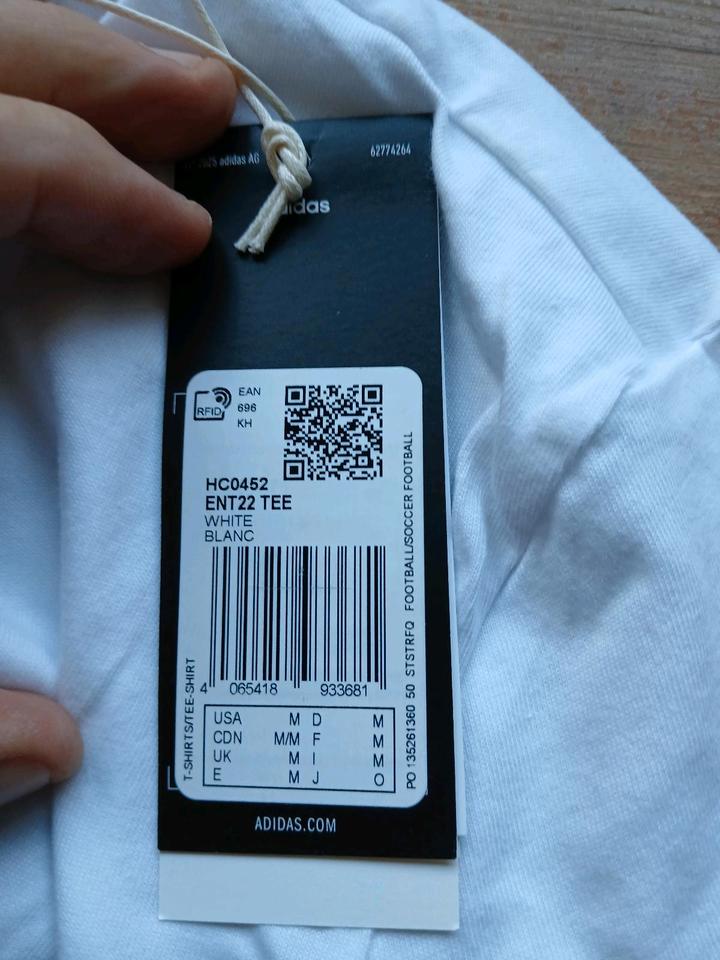 adidas AG
62774264
RFID
EAN
696
KH
HC0452
ENT22 TEE
WHITE
BLANC
4 065418 933681
T-SHIRTS/TEE-SHIRT
PO 135261360 50 STSTRFQ FOOTBALL/SOCCER FOOTBALL
USA M D M
CDN M/M F M
UK M I M
E M J O
ADIDAS.COM